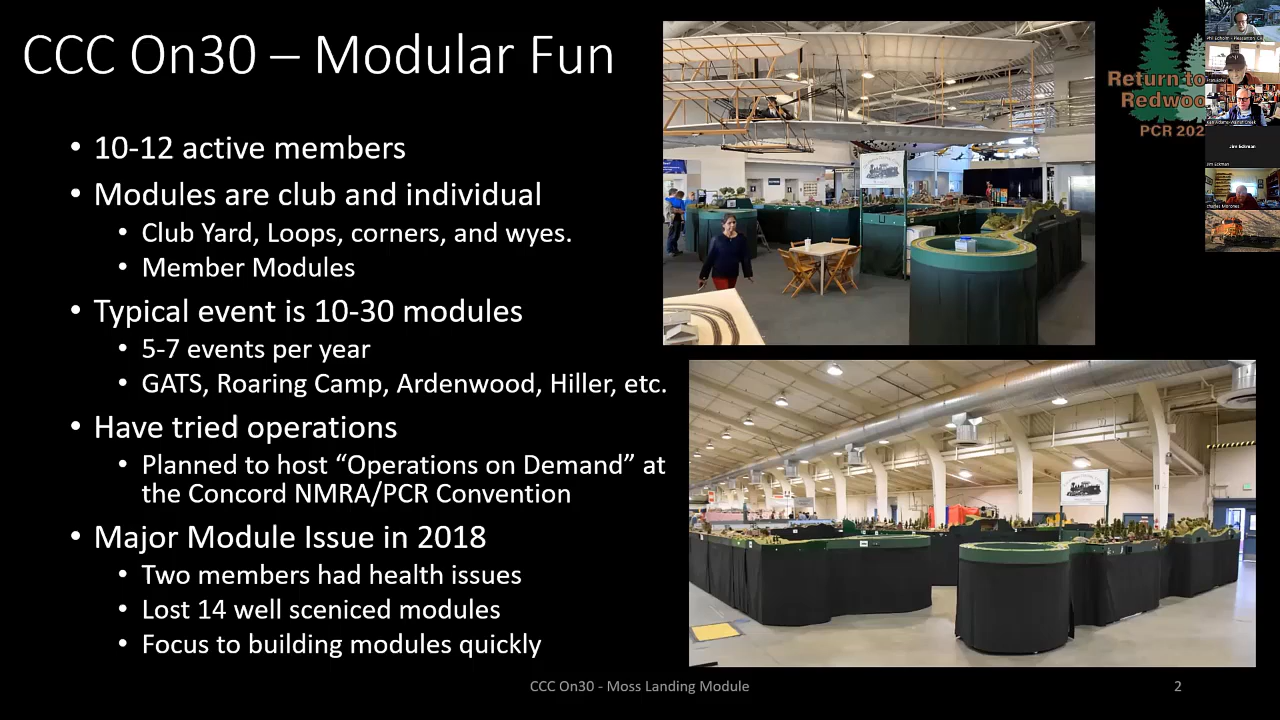 CCC On30 – Modular Fun
• 10-12 active members
• Modules are club and individual
• Club Yard, Loops, corners, and wyes.
• Member Modules
• Typical event is 10-30 modules
• 5-7 events per year
• GATS, Roaring Camp, Ardenwood, Hiller, etc.
• Have tried operations
• Planned to host “Operations on Demand” at
the Concord NMRA/PCR Convention
• Major Module Issue in 2018
• Two members had health issues
• Lost 14 well sceniced modules
• Focus to building modules quickly
Return to
Redwoo
PCR 202
Jim Eckman
Jim Eckman
CCC On30 - Moss Landing Module
2